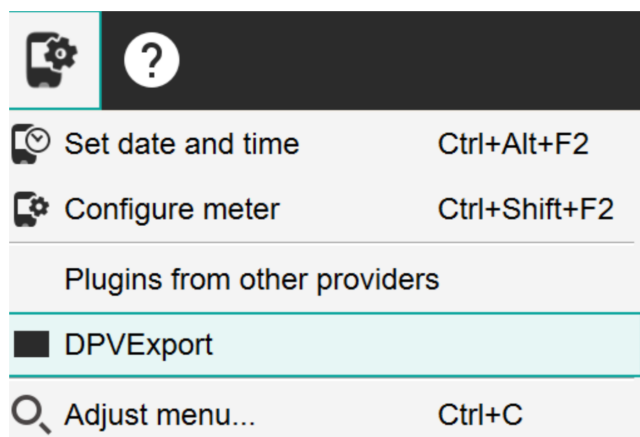 ?
Set date and time Ctrl+Alt+F2
Configure meter Ctrl+Shift+F2
Plugins from other providers
DPVExport
Adjust menu... Ctrl+C